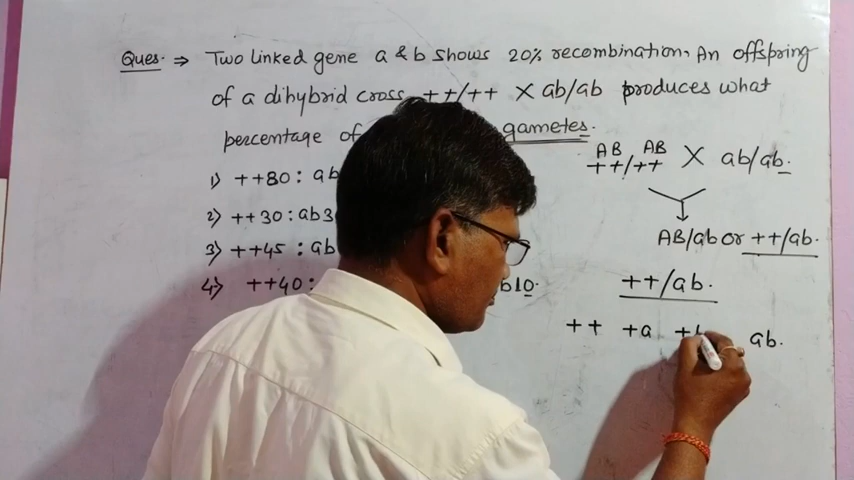 Ques. ⇒ Two linked gene a & b shows 20% recombination. An offspring
of a dihybrid cross ++/++ × ab/ab produces what
percentage of gametes.
1) ++80 : ab
2) ++30 : ab3
3) ++45 : ab
4) ++40 : b10.
AB AB
++/++ × ab/ab.
AB/ab or ++/ab.
++/ab.
++ +a + ab.